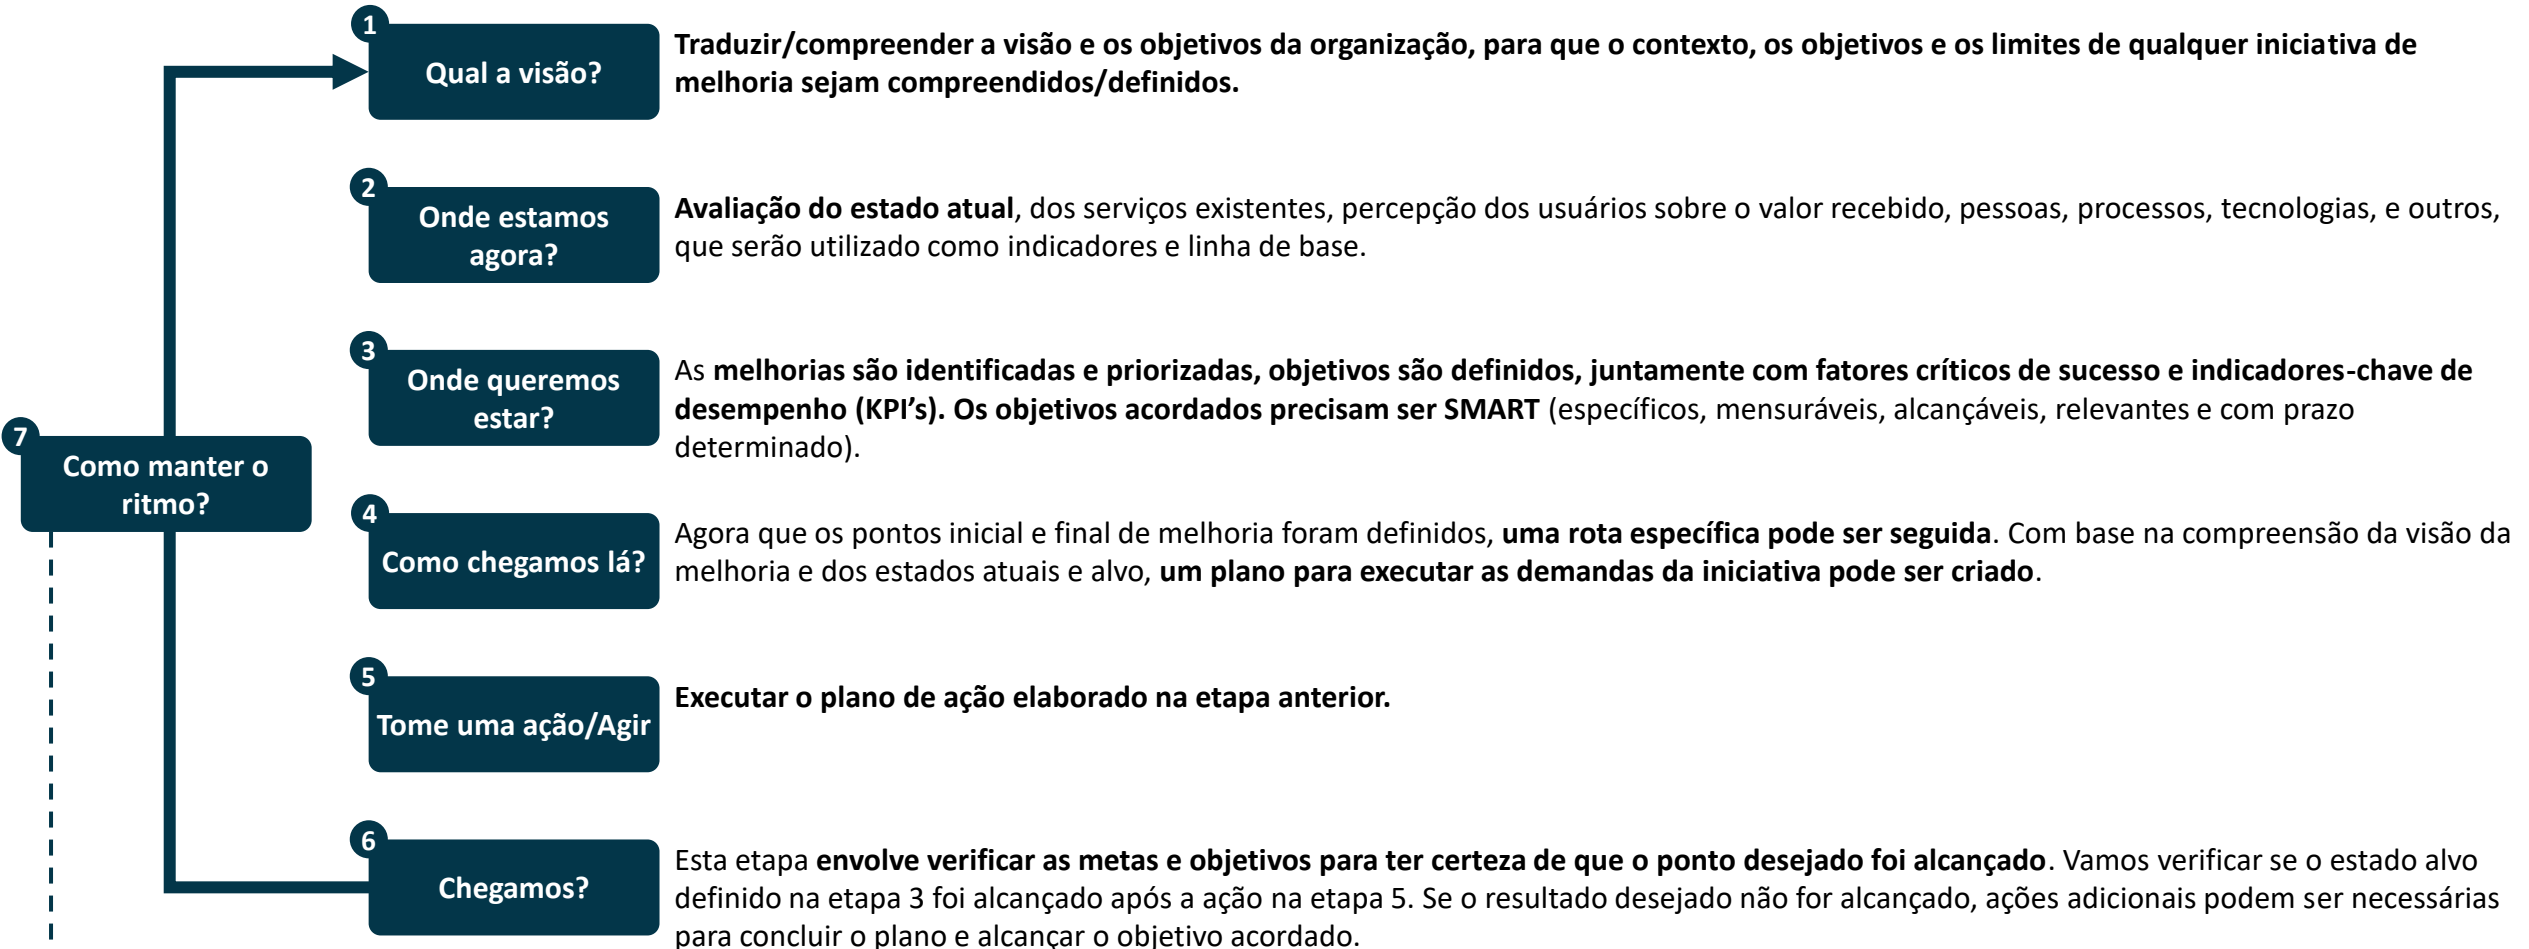 1
Qual a visão?
Traduzir/compreender a visão e os objetivos da organização, para que o contexto, os objetivos e os limites de qualquer iniciativa de
melhoria sejam compreendidos/definidos.
2
Onde estamos
agora?
Avaliação do estado atual, dos serviços existentes, percepção dos usuários sobre o valor recebido, pessoas, processos, tecnologias, e outros,
que serão utilizado como indicadores e linha de base.
3
Onde queremos
estar?
As melhorias são identificadas e priorizadas, objetivos são definidos, juntamente com fatores críticos de sucesso e indicadores-chave de
desempenho (KPI’s). Os objetivos acordados precisam ser SMART (específicos, mensuráveis, alcançáveis, relevantes e com prazo
determinado).
7
Como manter o
ritmo?
4
Como chegamos lá?
Agora que os pontos inicial e final de melhoria foram definidos, uma rota específica pode ser seguida. Com base na compreensão da visão da
melhoria e dos estados atuais e alvo, um plano para executar as demandas da iniciativa pode ser criado.
5
Tome uma ação/Agir
Executar o plano de ação elaborado na etapa anterior.
6
Chegamos?
Esta etapa envolve verificar as metas e objetivos para ter certeza de que o ponto desejado foi alcançado. Vamos verificar se o estado alvo
definido na etapa 3 foi alcançado após a ação na etapa 5. Se o resultado desejado não for alcançado, ações adicionais podem ser necessárias
para concluir o plano e alcançar o objetivo acordado.